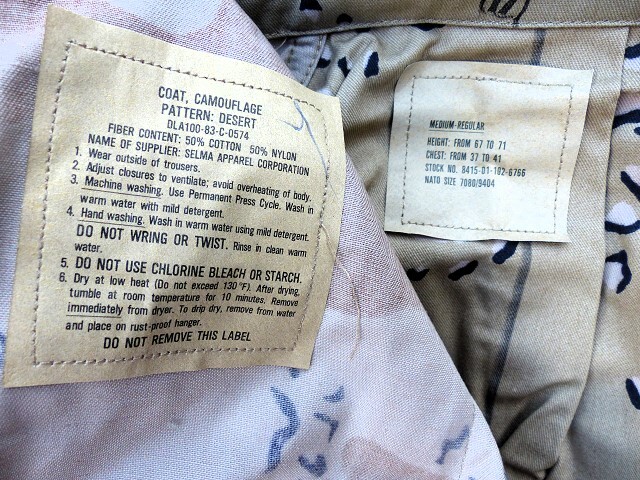 COAT, CAMOUFLAGE
PATTERN: DESERT
DLA100-83-C-0574
FIBER CONTENT: 50% COTTON 50% NYLON
NAME OF SUPPLIER: SELMA APPAREL CORPORATION
1. Wear outside of trousers.
2. Adjust closures to ventilate; avoid overheating of body.
3. Machine washing. Use Permanent Press Cycle. Wash in
warm water with mild detergent.
4. Hand washing. Wash in warm water using mild detergent.
DO NOT WRING OR TWIST. Rinse in clean warm
water.
5. DO NOT USE CHLORINE BLEACH OR STARCH.
6. Dry at low heat (Do not exceed 130°F). After drying,
tumble at room temperature for 10 minutes. Remove
immediately from dryer. To drip dry, remove from water
and place on rust-proof hanger.
DO NOT REMOVE THIS LABEL
MEDIUM-REGULAR
HEIGHT: FROM 67 TO 71
CHEST: FROM 37 TO 41
STOCK NO. 8415-01-102-6766
NATO SIZE 7080/9404